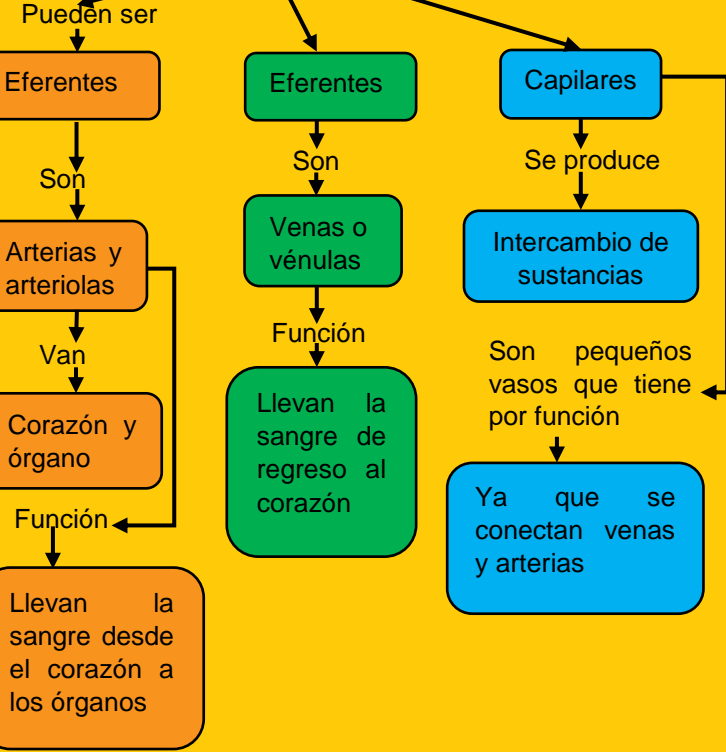 Pueden ser
Eferentes
Son
Arterias y
arteriolas
Van
Corazón y
órgano
Función
Llevan la
sangre desde
el corazón a
los órganos
Eferentes
Son
Venas o
vénulas
Función
Llevan la
sangre de
regreso al
corazón
Capilares
Se produce
Intercambio de
sustancias
Son pequeños
vasos que tiene
por función
Ya que se
conectan venas
y arterias